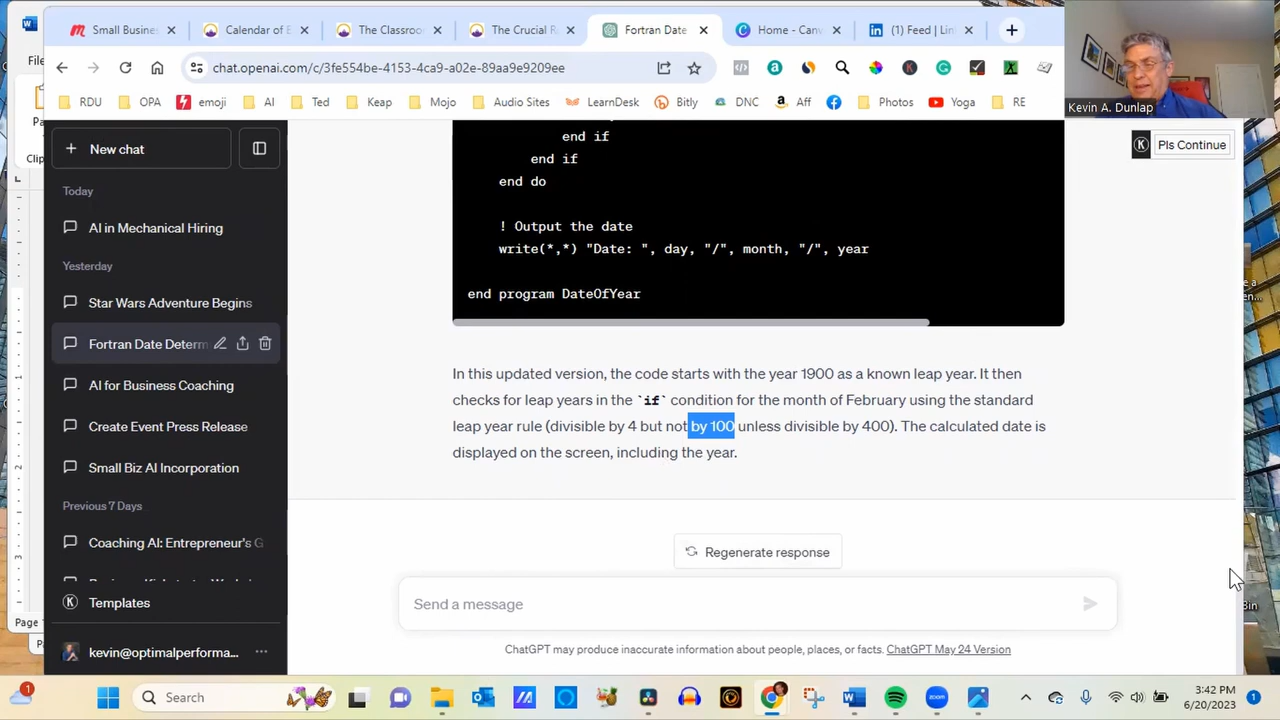 Small Busines
Calendar of E
The Classroo
The Crucial R
Fortran Date
Home - Canv
(1) Feed | Link
File
chat.openai.com/c/3fe554be-4153-4ca9-a02e-89aa9e9209ee
RDU
OPA
emoji
AI
Ted
Keap
Mojo
Audio Sites
LearnDesk
Bitly
DNC
Aff
Photos
Yoga
RE
Kevin A. Dunlap
Pa
Clip
New chat
Pls Continue
Today
AI in Mechanical Hiring
Yesterday
Star Wars Adventure Begins
Fortran Date Determ
AI for Business Coaching
Create Event Press Release
Small Biz AI Incorporation
Previous 7 Days
Coaching AI: Entrepreneur's G
Templates
kevin@optimalperforma...
end if
end if
end do
! Output the date
write(*,*) "Date: ", day, "/", month, "/", year
end program DateOfYear
In this updated version, the code starts with the year 1900 as a known leap year. It then
checks for leap years in the `if` condition for the month of February using the standard
leap year rule (divisible by 4 but not by 100 unless divisible by 400). The calculated date is
displayed on the screen, including the year.
Regenerate response
Send a message
ChatGPT may produce inaccurate information about people, places, or facts. ChatGPT May 24 Version
Bin
Page
Search
3:42 PM
6/20/2023